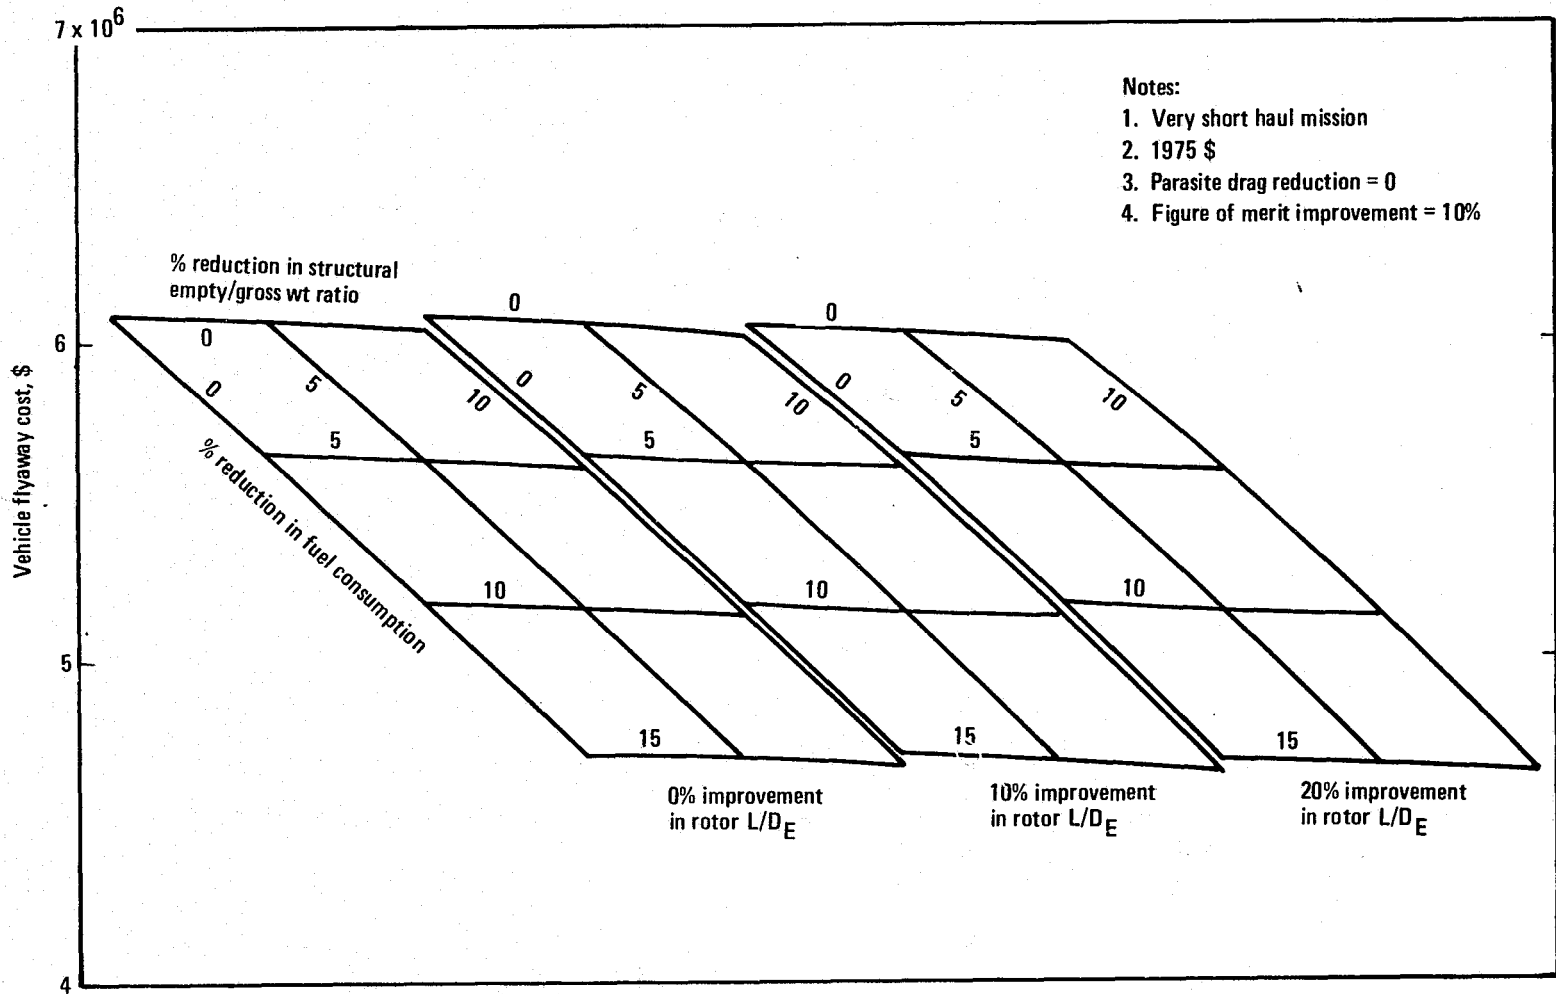 7 x 10⁶
Notes:
1. Very short haul mission
2. 1975 $
3. Parasite drag reduction = 0
4. Figure of merit improvement = 10%
% reduction in structural
empty/gross wt ratio
0
0
0
6
0
5
10
0
5
10
0
5
10
Vehicle flyaway cost, $
5
5
5
% reduction in fuel consumption
10
10
10
5
15
15
15
0% improvement
in rotor L/D_E
10% improvement
in rotor L/D_E
20% improvement
in rotor L/D_E
4